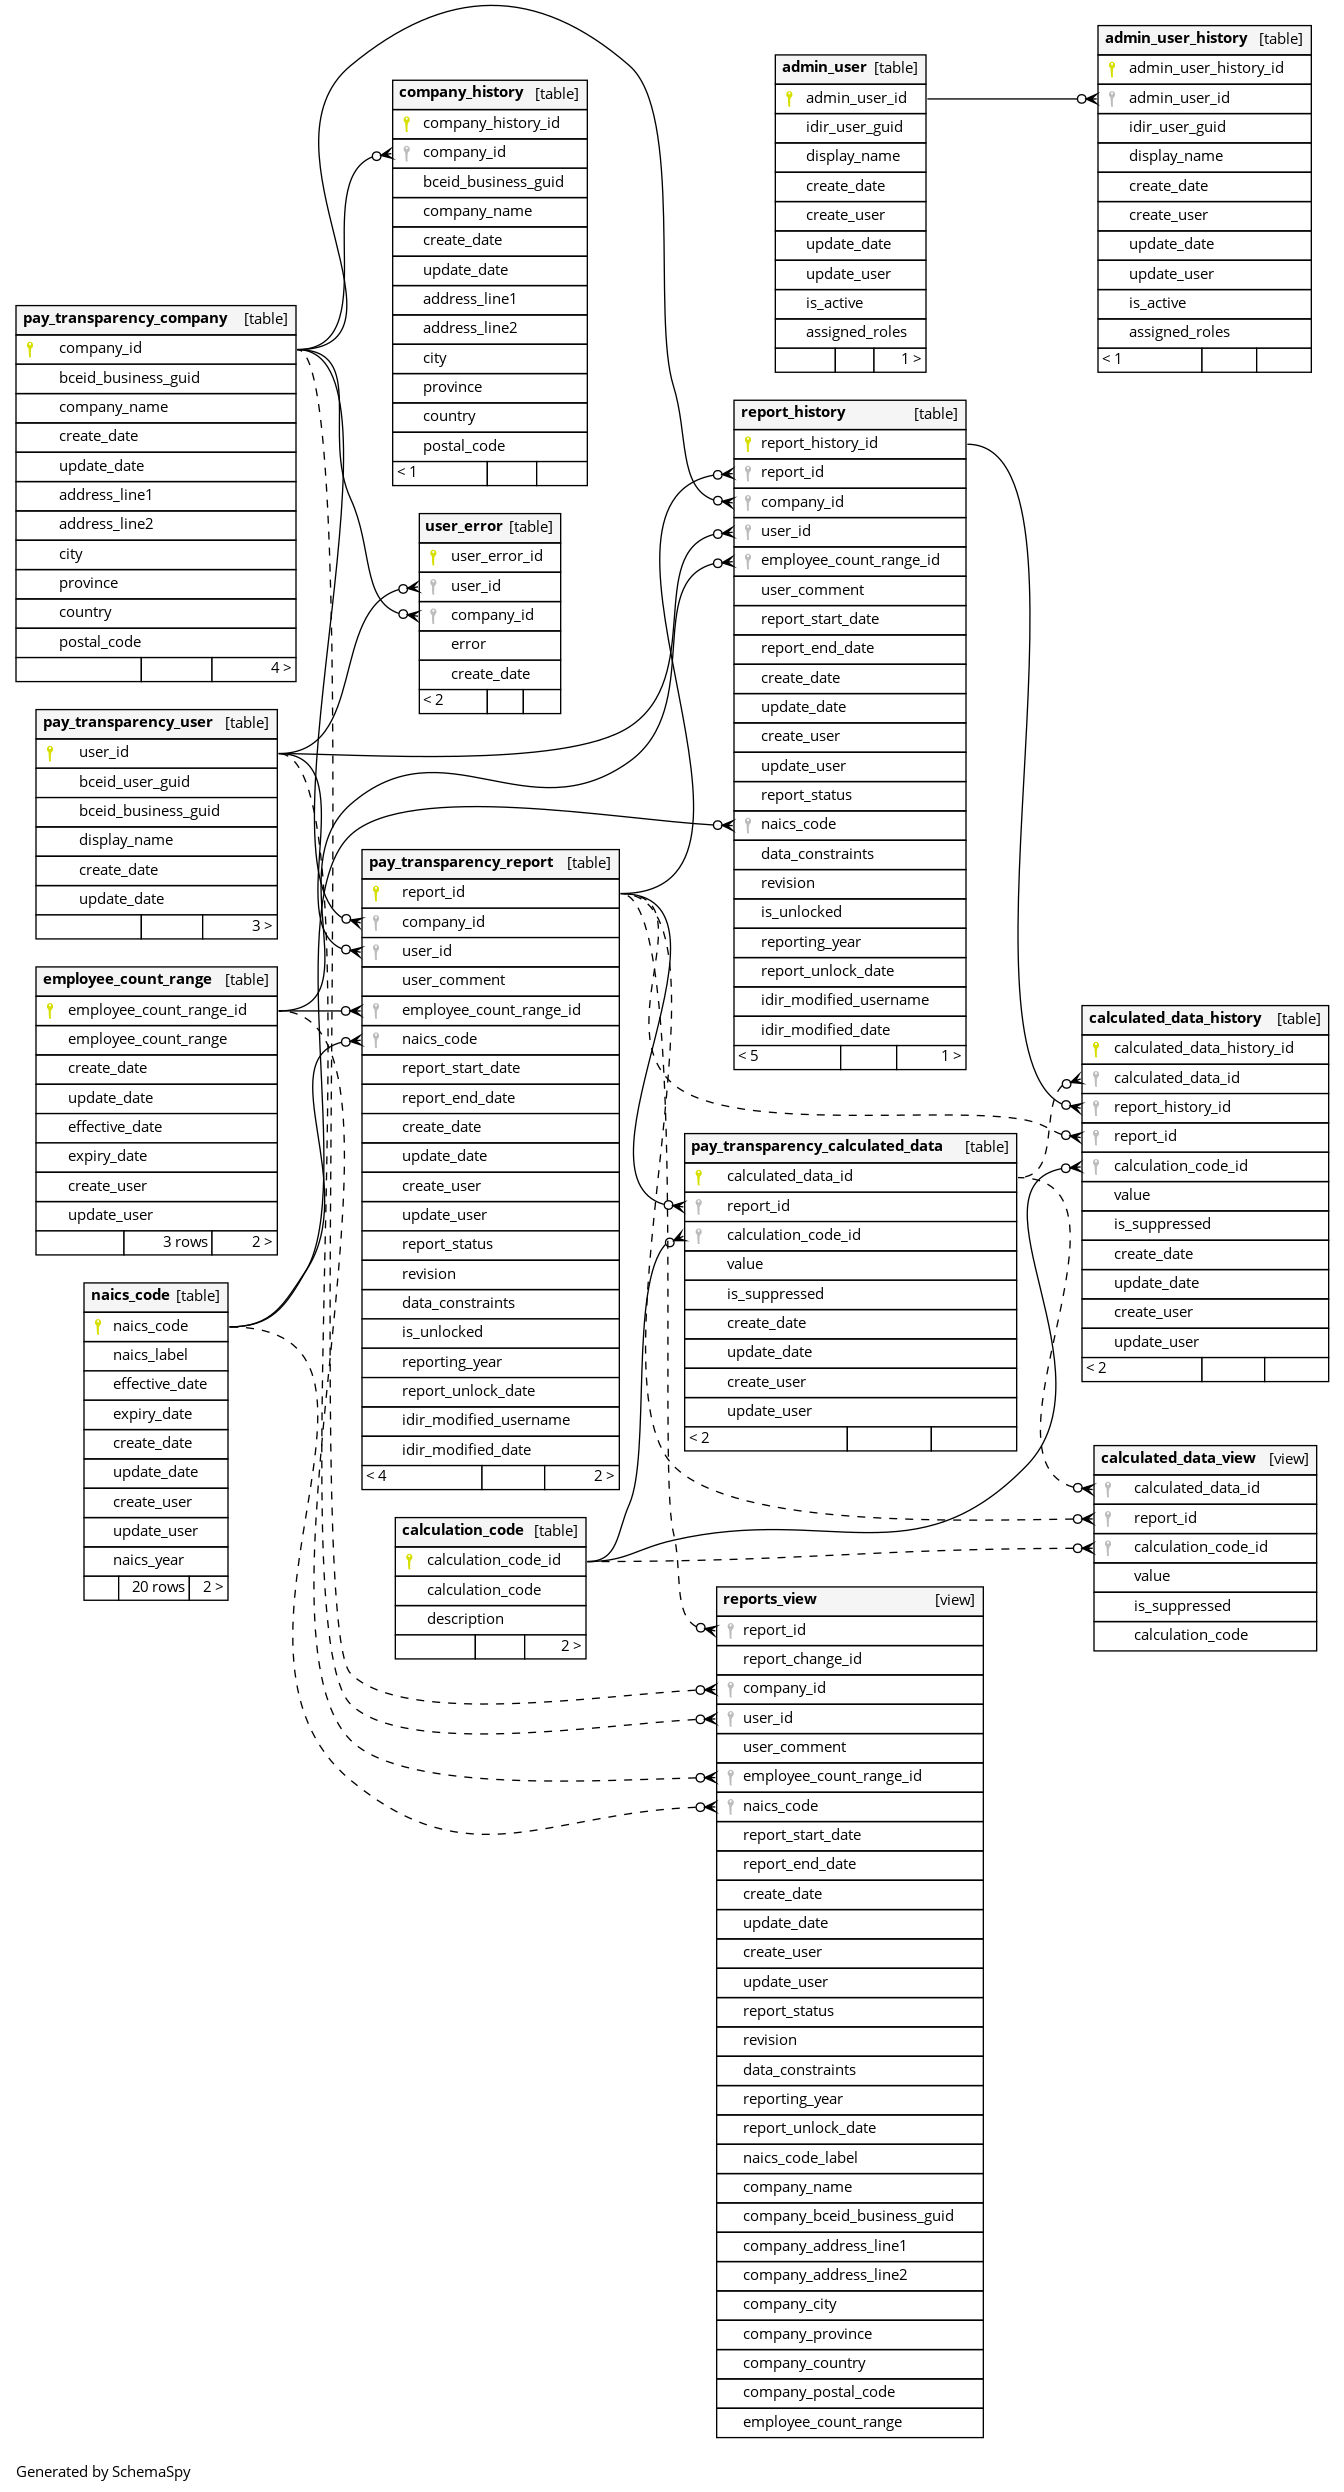 company_history [table]
company_history_id
company_id
bceid_business_guid
company_name
create_date
update_date
address_line1
address_line2
city
province
country
postal_code
< 1
admin_user [table]
admin_user_id
idir_user_guid
display_name
create_date
create_user
update_date
update_user
is_active
assigned_roles
1 >
admin_user_history [table]
admin_user_history_id
admin_user_id
idir_user_guid
display_name
create_date
create_user
update_date
update_user
is_active
assigned_roles
< 1
pay_transparency_company [table]
company_id
bceid_business_guid
company_name
create_date
update_date
address_line1
address_line2
city
province
country
postal_code
4 >
user_error [table]
user_error_id
user_id
company_id
error
create_date
< 2
report_history [table]
report_history_id
report_id
company_id
user_id
employee_count_range_id
user_comment
report_start_date
report_end_date
create_date
update_date
create_user
update_user
report_status
naics_code
data_constraints
revision
is_unlocked
reporting_year
report_unlock_date
idir_modified_username
idir_modified_date
< 5 1 >
pay_transparency_user [table]
user_id
bceid_user_guid
bceid_business_guid
display_name
create_date
update_date
3 >
pay_transparency_report [table]
report_id
company_id
user_id
user_comment
employee_count_range_id
naics_code
report_start_date
report_end_date
create_date
update_date
create_user
update_user
report_status
revision
data_constraints
is_unlocked
reporting_year
report_unlock_date
idir_modified_username
idir_modified_date
< 4 2 >
employee_count_range [table]
employee_count_range_id
employee_count_range
create_date
update_date
effective_date
expiry_date
create_user
update_user
3 rows 2 >
calculated_data_history [table]
calculated_data_history_id
calculated_data_id
report_history_id
report_id
calculation_code_id
value
is_suppressed
create_date
update_date
create_user
update_user
< 2
pay_transparency_calculated_data [table]
calculated_data_id
report_id
calculation_code_id
value
is_suppressed
create_date
update_date
create_user
update_user
< 2
naics_code [table]
naics_code
naics_label
effective_date
expiry_date
create_date
update_date
create_user
update_user
naics_year
20 rows 2 >
calculated_data_view [view]
calculated_data_id
report_id
calculation_code_id
value
is_suppressed
calculation_code
calculation_code [table]
calculation_code_id
calculation_code
description
2 >
reports_view [view]
report_id
report_change_id
company_id
user_id
user_comment
employee_count_range_id
naics_code
report_start_date
report_end_date
create_date
update_date
create_user
update_user
report_status
revision
data_constraints
reporting_year
report_unlock_date
naics_code_label
company_name
company_bceid_business_guid
company_address_line1
company_address_line2
company_city
company_province
company_country
company_postal_code
employee_count_range
Generated by SchemaSpy